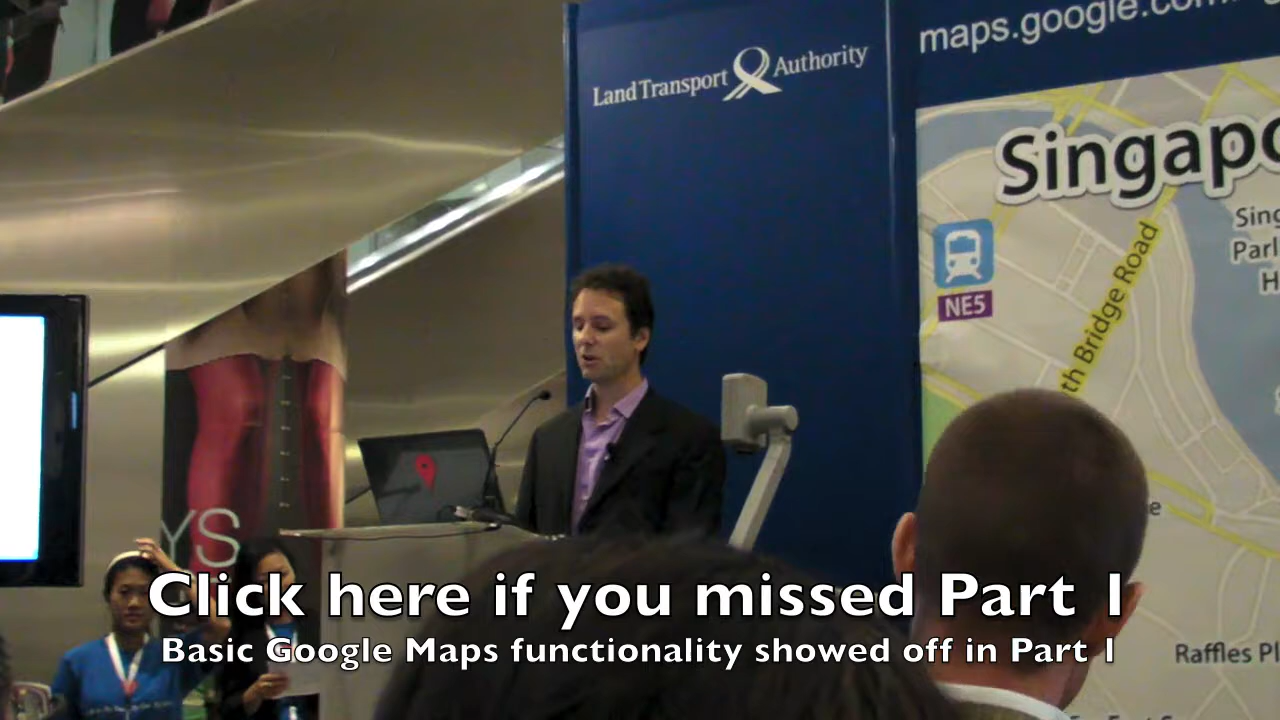 maps.google.com
Land Transport Authority
Singapo
Sing
Parl
H
NE5
th Bridge Road
YS
e
Click here if you missed Part 1
Basic Google Maps functionality showed off in Part 1
Raffles Pl